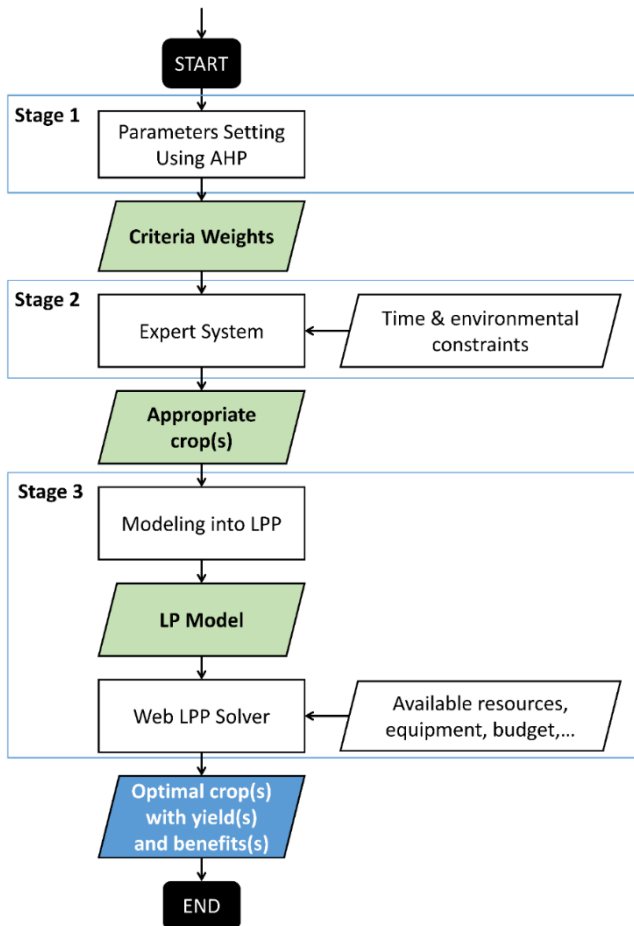 START
Stage 1
Parameters Setting
Using AHP
Criteria Weights
Stage 2
Expert System
Time & environmental
constraints
Appropriate
crop(s)
Stage 3
Modeling into LPP
LP Model
Web LPP Solver
Available resources,
equipment, budget,...
Optimal crop(s)
with yield(s)
and benefits(s)
END